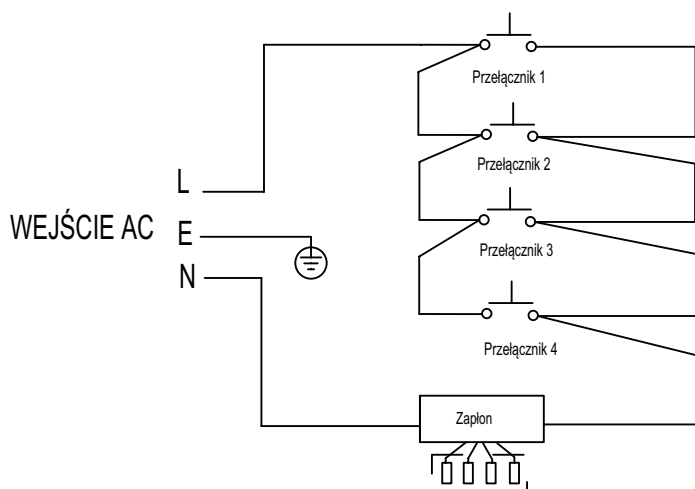 Przełącznik 1
Przełącznik 2
L
WEJŚCIE AC
E
Przełącznik 3
N
Przełącznik 4
Zapłon